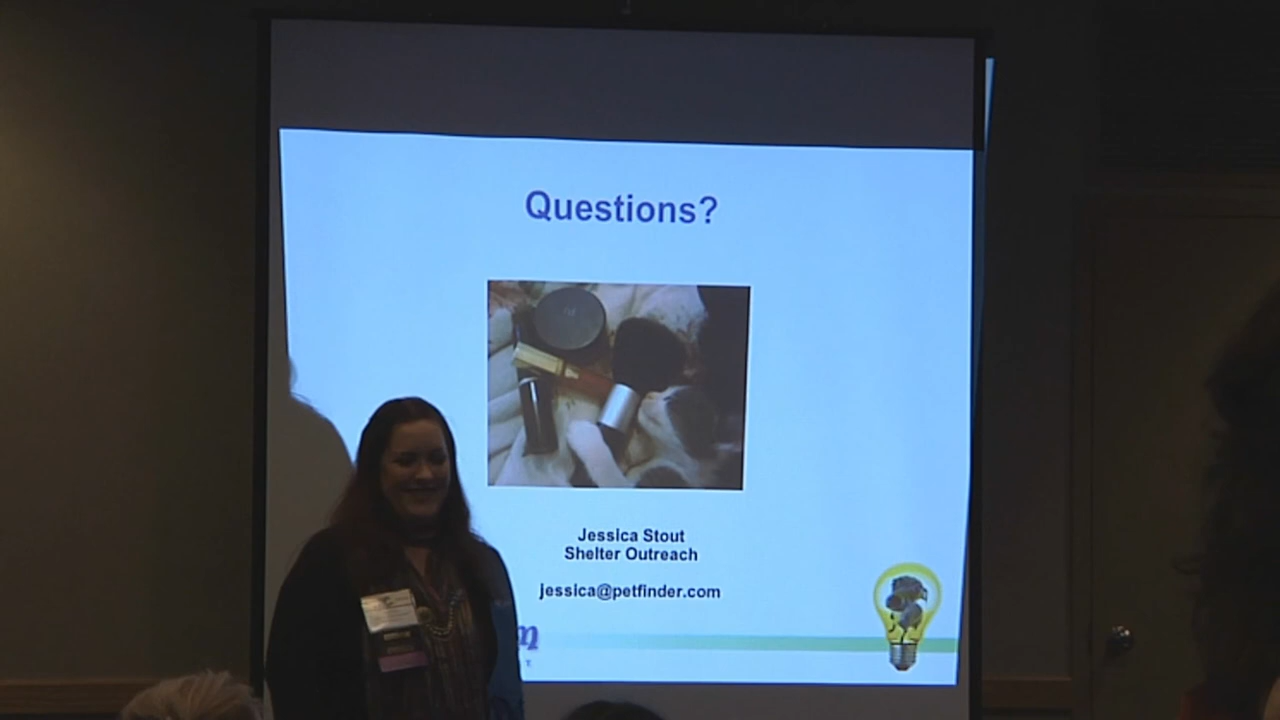 Questions?
Jessica Stout
Shelter Outreach
jessica@petfinder.com
m
T